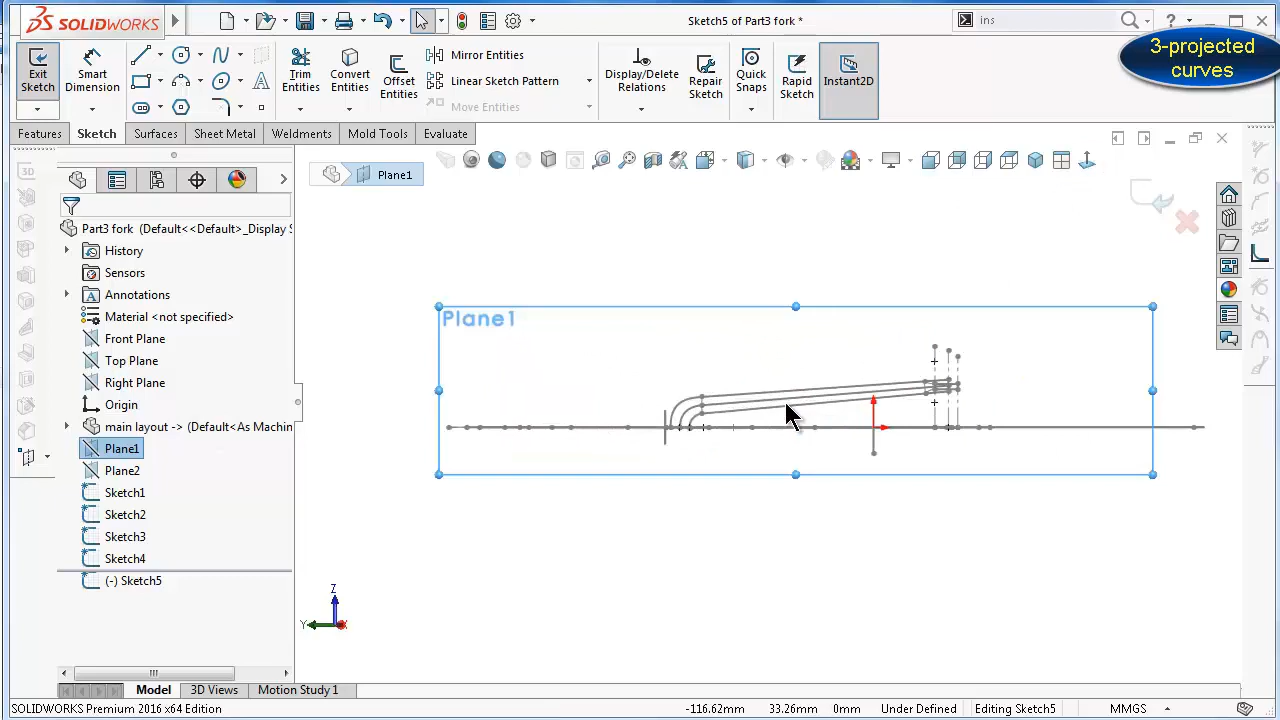 SOLIDWORKS
Sketch5 of Part3 fork *
ins
?
3-projected
curves
Exit
Sketch
Smart
Dimension
Trim
Entities
Convert
Entities
Offset
Entities
Mirror Entities
Linear Sketch Pattern
Move Entities
Display/Delete
Relations
Repair
Sketch
Quick
Snaps
Rapid
Sketch
Instant2D
Features
Sketch
Surfaces
Sheet Metal
Weldments
Mold Tools
Evaluate
3D
Plane1
Part3 fork (Default<<Default>_Display S
History
Sensors
Annotations
Material <not specified>
Front Plane
Top Plane
Right Plane
Origin
main layout -> (Default<As Machin
Plane1
Plane2
Sketch1
Sketch2
Sketch3
Sketch4
(-) Sketch5
Plane1
Z
Y
X
Model
3D Views
Motion Study 1
SOLIDWORKS Premium 2016 x64 Edition
-116.62mm
33.26mm
0mm
Under Defined
Editing Sketch5
MMGS